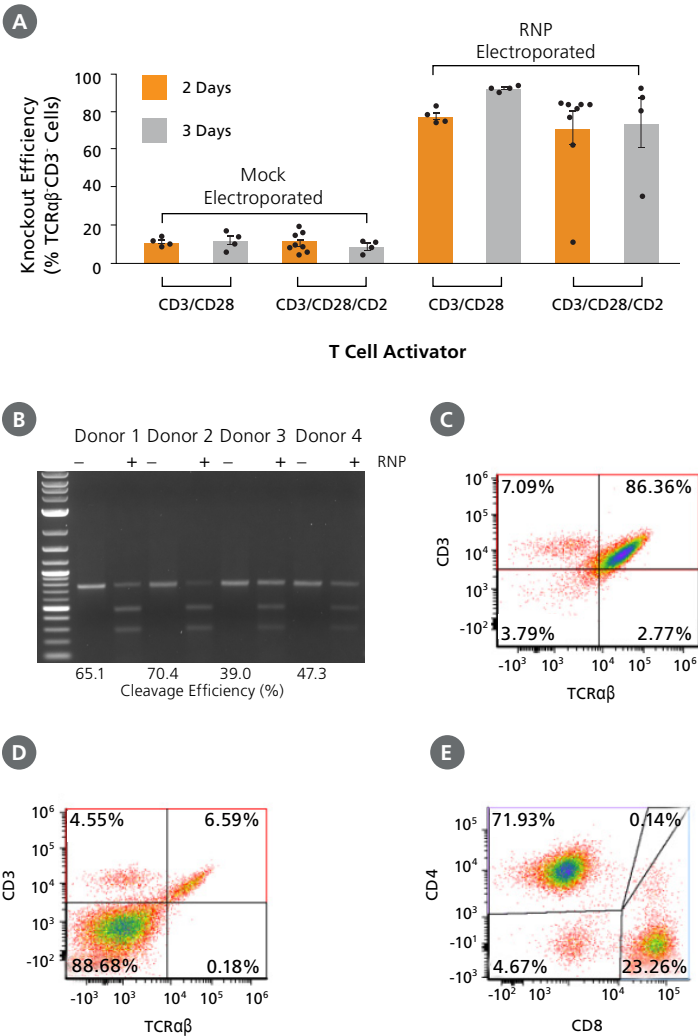 A
RNP
Electroporated
Knockout Efficiency
(% TCRαβ⁻CD3⁻ Cells)
100
80
60
40
20
0
2 Days
3 Days
Mock
Electroporated
CD3/CD28
CD3/CD28/CD2
CD3/CD28
CD3/CD28/CD2
T Cell Activator
B
Donor 1 Donor 2 Donor 3 Donor 4
– + – + – + – + RNP
65.1 70.4 39.0 47.3
Cleavage Efficiency (%)
C
CD3
10⁶
10⁵
10⁴
10³
-10²
7.09% 86.36%
3.79% 2.77%
-10³ 10³ 10⁴ 10⁵ 10⁶
TCRαβ
D
CD3
10⁶
10⁵
10⁴
10³
-10²
4.55% 6.59%
88.68% 0.18%
-10³ 10³ 10⁴ 10⁵ 10⁶
TCRαβ
E
CD4
10⁵
10⁴
10³
-10¹
-10³
71.93% 0.14%
4.67% 23.26%
-10² 10³ 10⁴ 10⁵
CD8